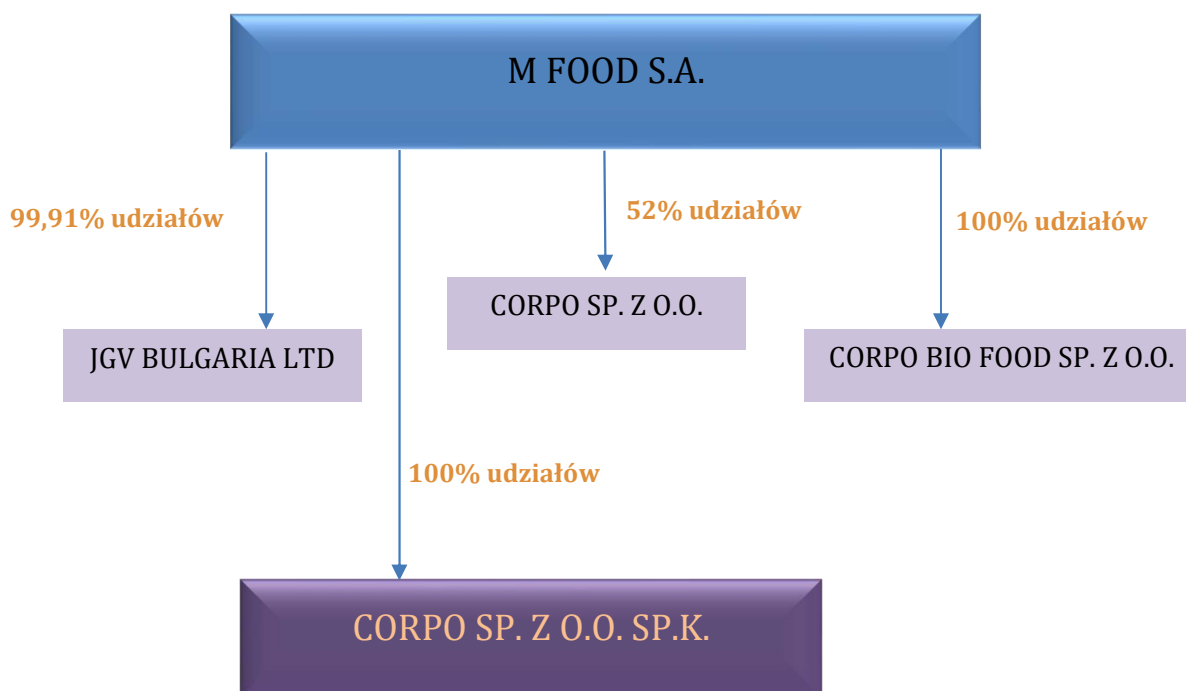 M FOOD S.A.
99,91% udziałów
52% udziałów
100% udziałów
CORPO SP. Z O.O.
JGV BULGARIA LTD
CORPO BIO FOOD SP. Z O.O.
100% udziałów
CORPO SP. Z O.O. SP.K.